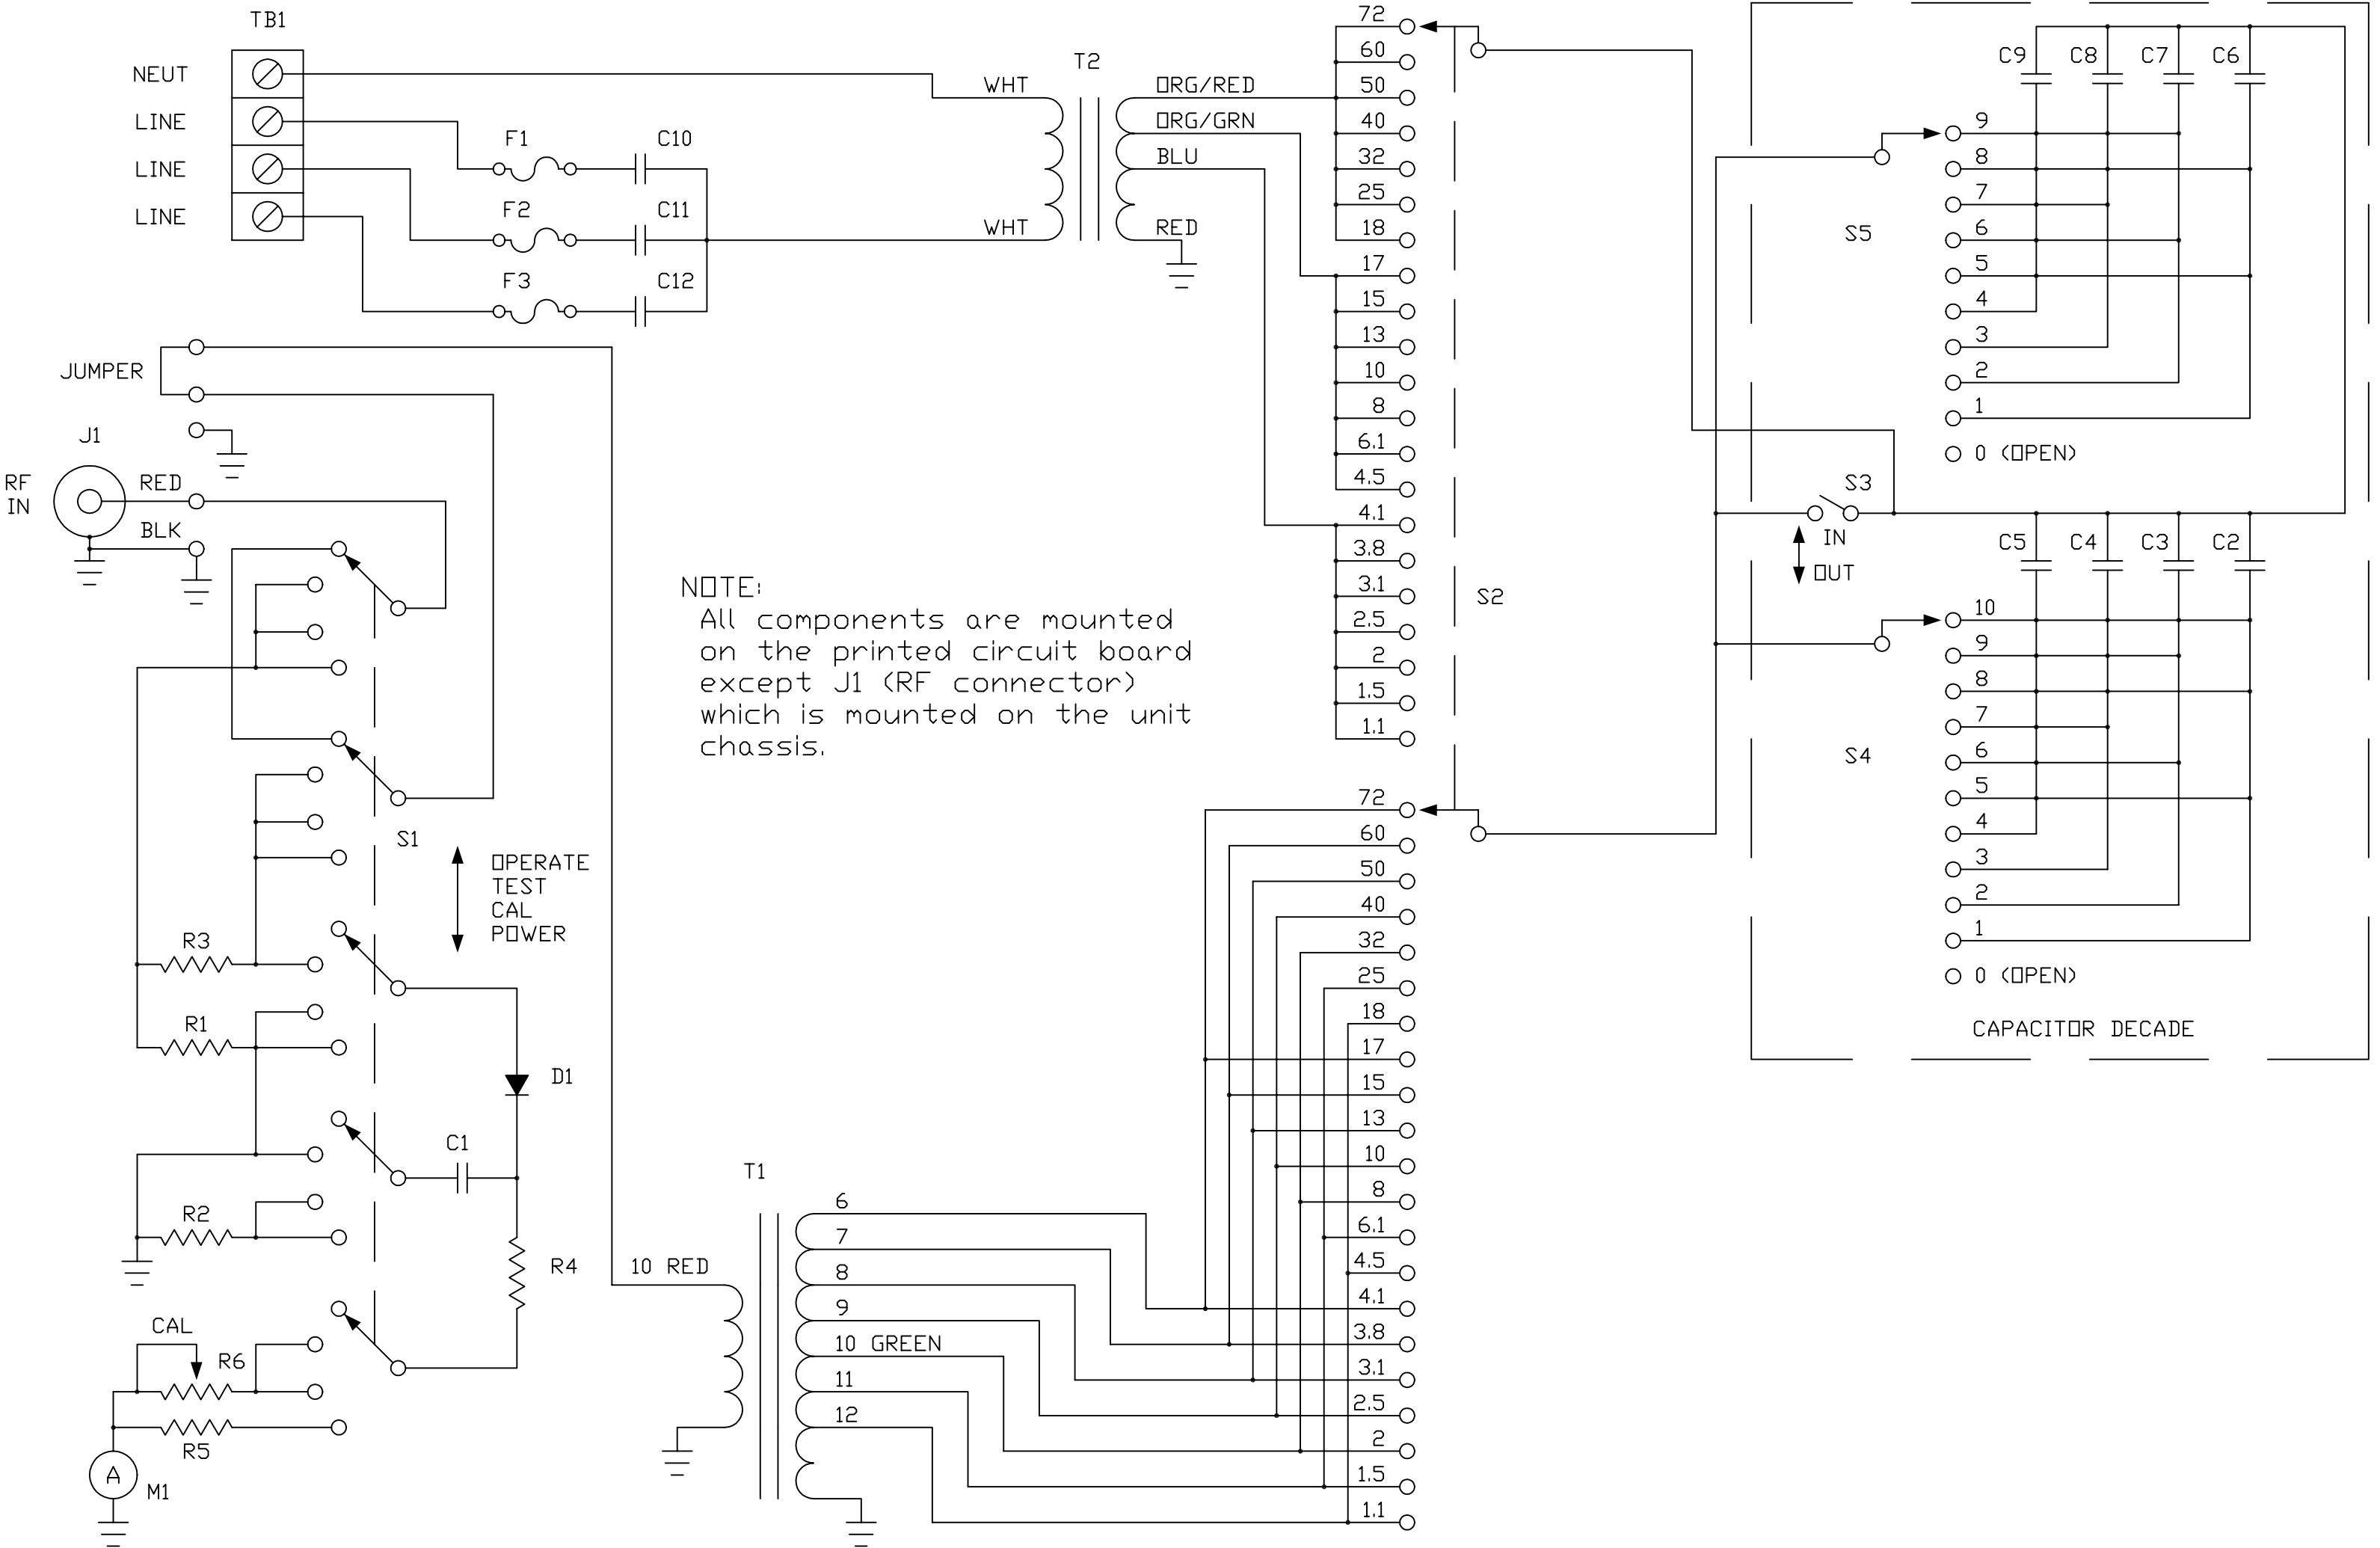 TB1
NEUT
LINE
LINE
LINE
F1
C10
F2
C11
F3
C12
WHT
WHT
T2
ORG/RED
ORG/GRN
BLU
RED
72
60
50
40
32
25
18
17
15
13
10
8
6.1
4.5
4.1
3.8
3.1
2.5
2
1.5
1.1
S2
JUMPER
J1
RF
IN
RED
BLK
NOTE:
All components are mounted
on the printed circuit board
except J1 (RF connector)
which is mounted on the unit
chassis.
S1
OPERATE
TEST
CAL
POWER
R3
R1
D1
C1
R2
R4
CAL
R6
R5
A
M1
T1
10 RED
6
7
8
9
10 GREEN
11
12
72
60
50
40
32
25
18
17
15
13
10
8
6.1
4.5
4.1
3.8
3.1
2.5
2
1.5
1.1
C9
C8
C7
C6
S5
9
8
7
6
5
4
3
2
1
0 (OPEN)
S3
IN
OUT
C5
C4
C3
C2
S4
10
9
8
7
6
5
4
3
2
1
0 (OPEN)
CAPACITOR DECADE